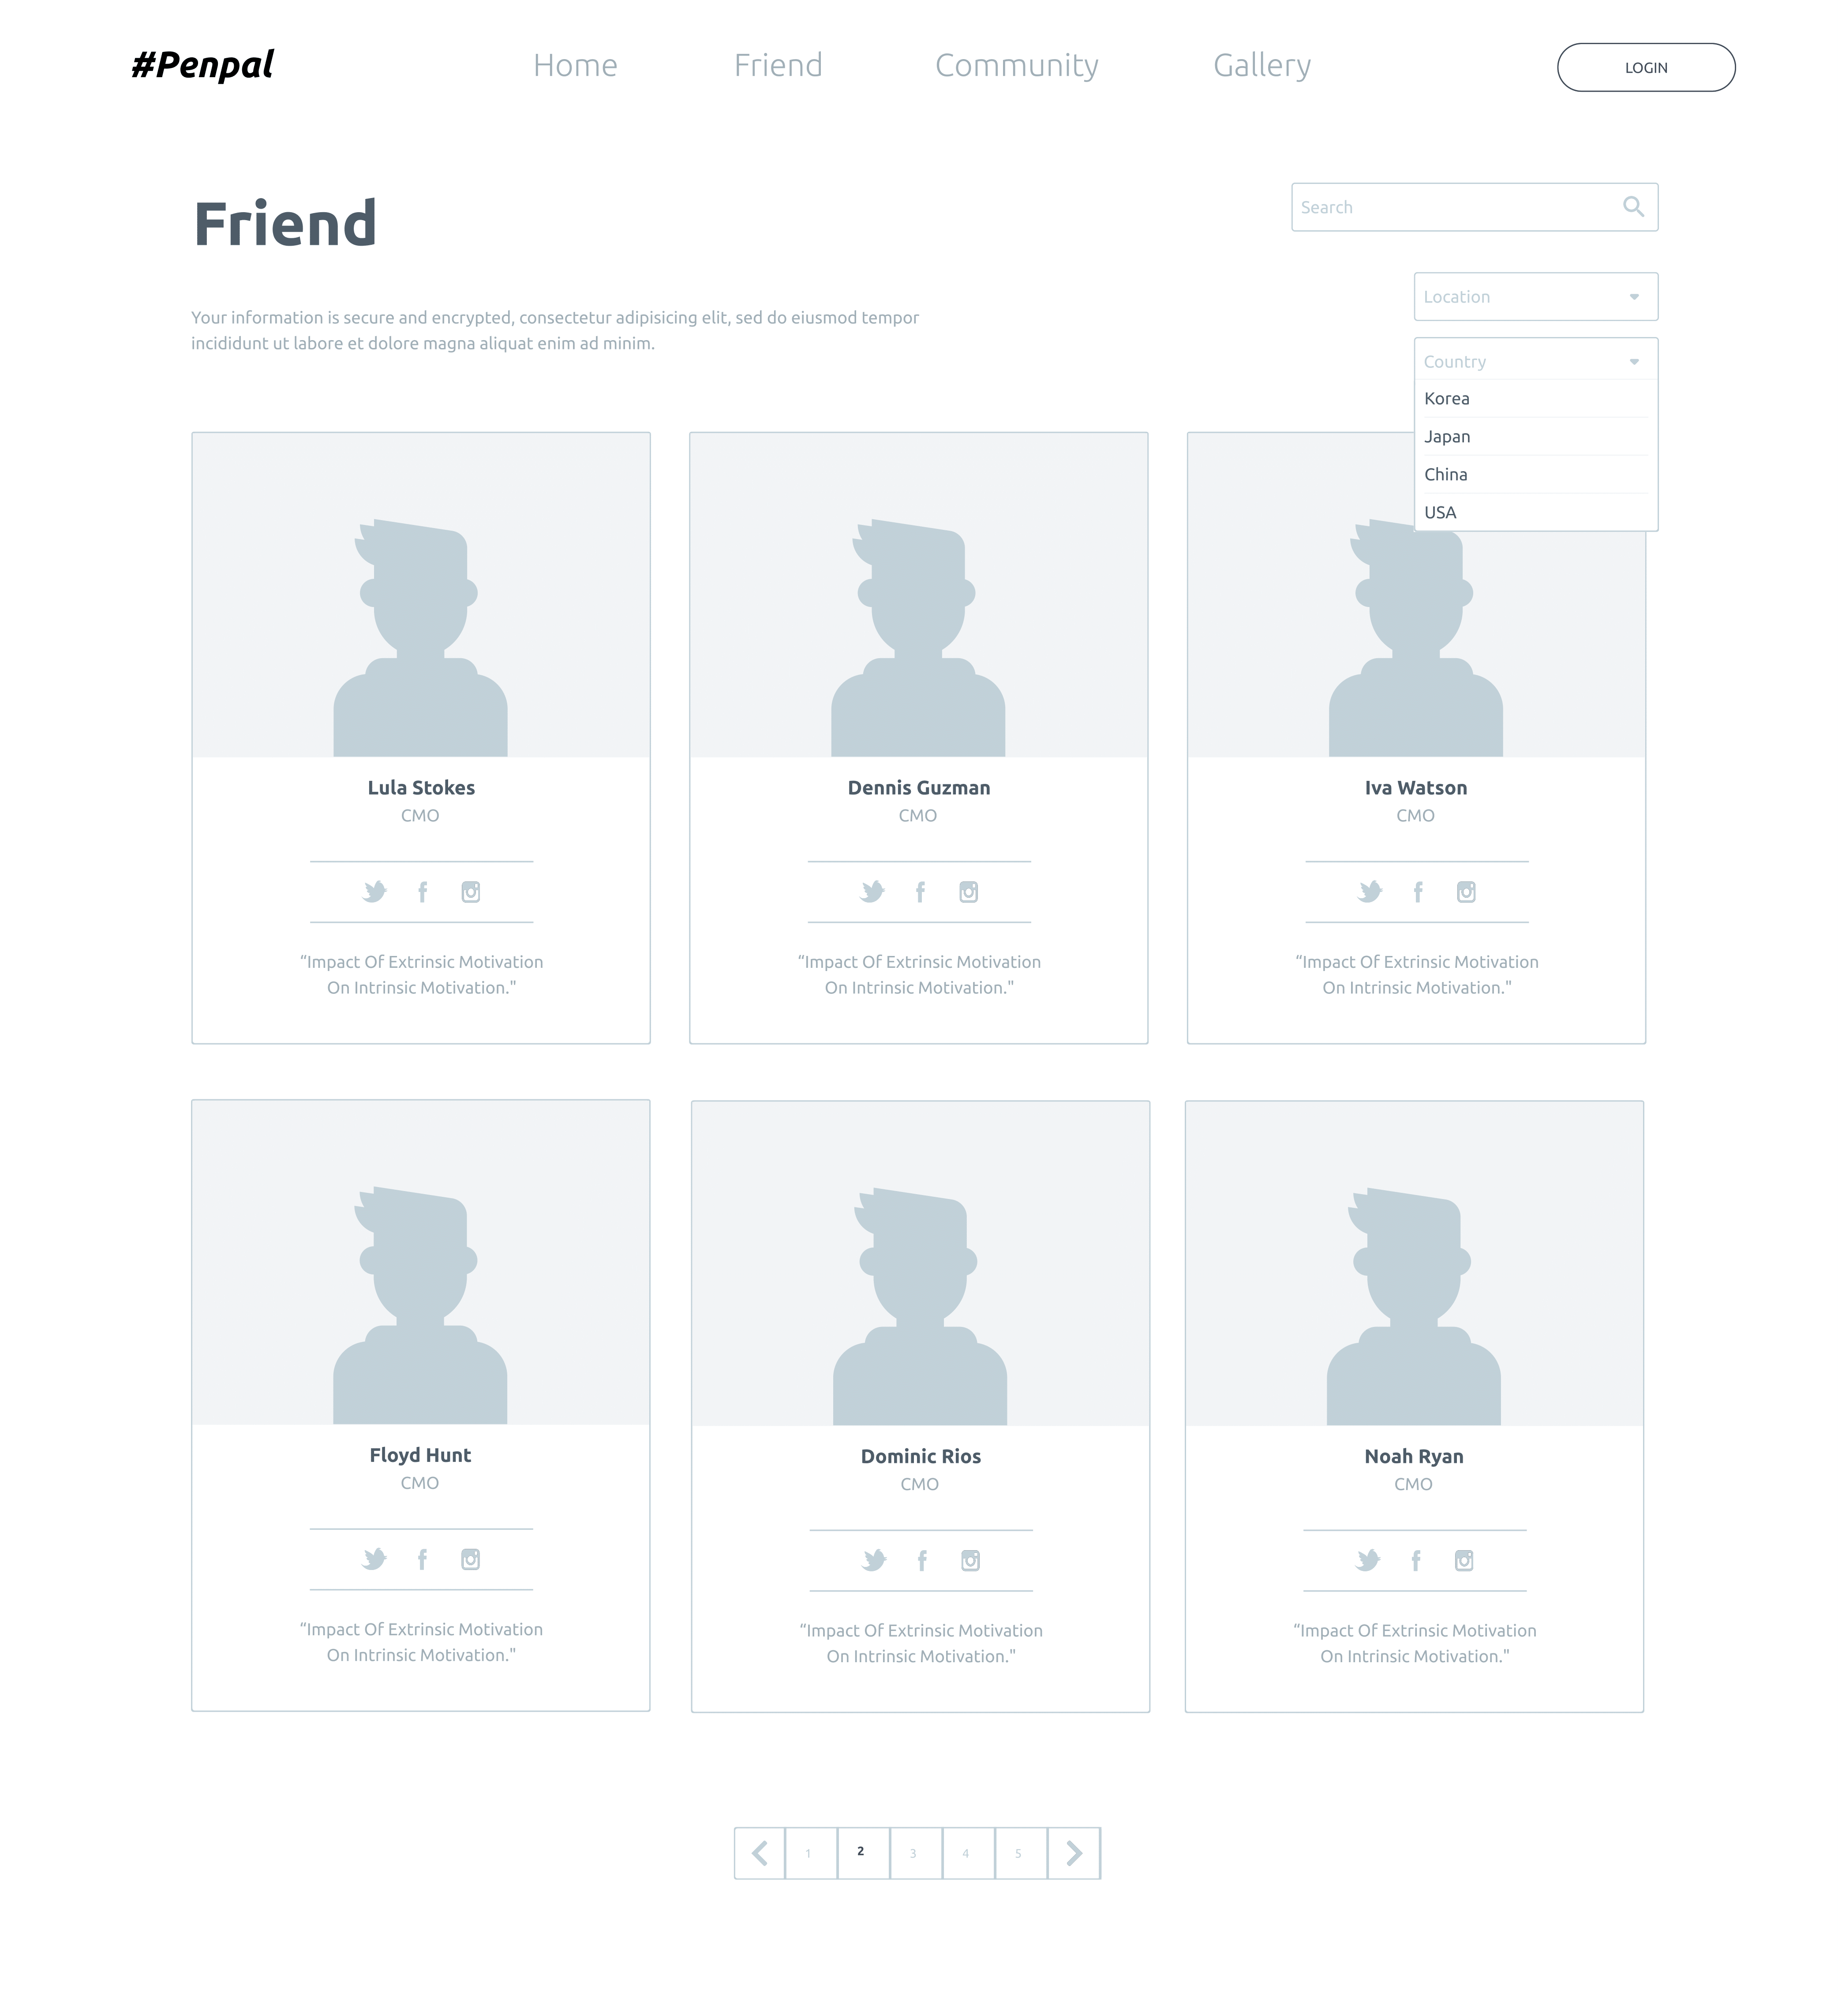 #Penpal
Home
Friend
Community
Gallery
LOGIN
Friend
Search
Location
Your information is secure and encrypted, consectetur adipisicing elit, sed do eiusmod tempor
incididunt ut labore et dolore magna aliquat enim ad minim.
Country
Korea
Japan
China
USA
Lula Stokes
CMO
“Impact Of Extrinsic Motivation
On Intrinsic Motivation."
Dennis Guzman
CMO
“Impact Of Extrinsic Motivation
On Intrinsic Motivation."
Iva Watson
CMO
“Impact Of Extrinsic Motivation
On Intrinsic Motivation."
Floyd Hunt
CMO
“Impact Of Extrinsic Motivation
On Intrinsic Motivation."
Dominic Rios
CMO
“Impact Of Extrinsic Motivation
On Intrinsic Motivation."
Noah Ryan
CMO
“Impact Of Extrinsic Motivation
On Intrinsic Motivation."
1 2 3 4 5